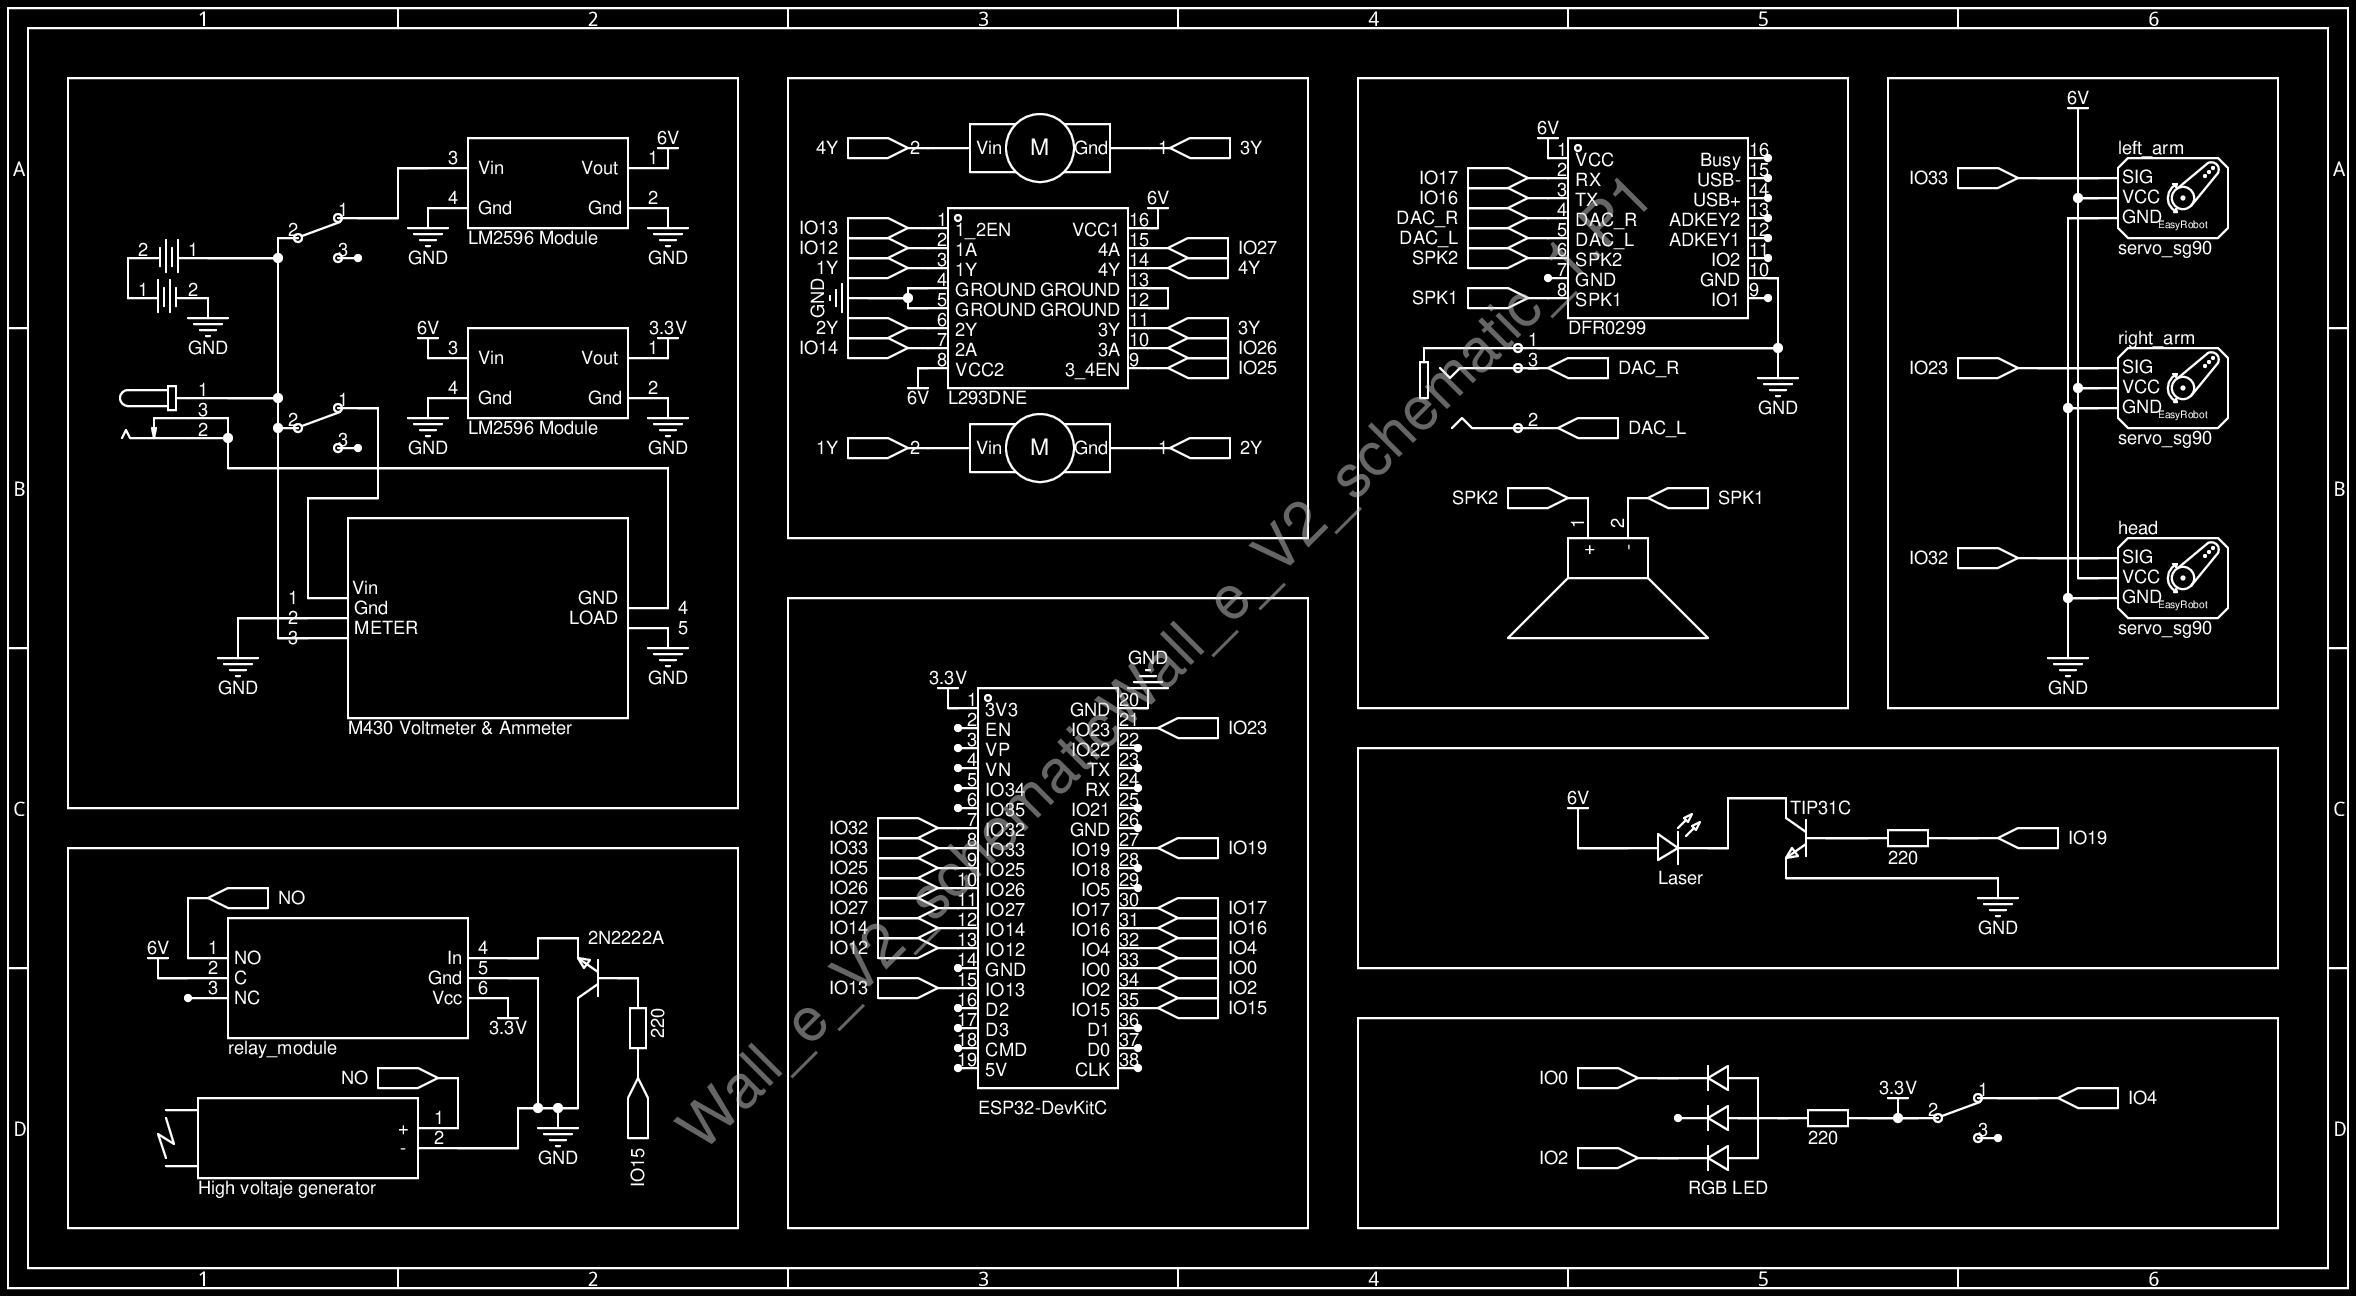 1 2 3 4 5 6
A A
B B
C C
D D
1 2 3 4 5 6
2 1
1 2
GND
2 1
3
3 Vin Vout 1 6V
4 Gnd Gnd 2
GND LM2596 Module GND
6V 3 Vin Vout 1 3.3V
4 Gnd Gnd 2
GND LM2596 Module GND
1
3
2
2 1
3
1 Vin
2 Gnd
3 METER
GND 4
LOAD 5
GND
GND
M430 Voltmeter & Ammeter
NO
6V
1 NO In 4
2 C Gnd 5
3 NC Vcc 6
3.3V
relay_module
2N2222A
220
IO15
NO
+ 1
- 2
GND
High voltaje generator
4Y 2 Vin M Gnd 1 3Y
6V
IO13 1 1_2EN VCC1 16
IO12 2 1A 4A 15 IO27
1Y 3 1Y 4Y 14 4Y
GND 4 GROUND GROUND 13
5 GROUND GROUND 12
2Y 6 2Y 3Y 11 3Y
IO14 7 2A 3A 10 IO26
8 VCC2 3_4EN 9 IO25
6V L293DNE
1Y 2 Vin M Gnd 1 2Y
3.3V GND
1 3V3 GND 20
2 EN IO23 21 IO23
3 VP IO22 22
4 VN TX 23
5 IO34 RX 24
6 IO35 IO21 25
IO32 7 IO32 GND 26
IO33 8 IO33 IO19 27 IO19
IO25 9 IO25 IO18 28
IO26 10 IO26 IO5 29
IO27 11 IO27 IO17 30 IO17
IO14 12 IO14 IO16 31 IO16
IO12 13 IO12 IO4 32 IO4
14 GND IO0 33 IO0
IO13 15 IO13 IO2 34 IO2
16 D2 IO15 35 IO15
17 D3 D1 36
18 CMD D0 37
19 5V CLK 38
ESP32-DevKitC
6V
1 VCC Busy 16
IO17 2 RX USB- 15
IO16 3 TX USB+ 14
DAC_R 4 DAC_R ADKEY2 13
DAC_L 5 DAC_L ADKEY1 12
SPK2 6 SPK2 IO2 11
7 GND GND 10
SPK1 8 SPK1 IO1 9
DFR0299
1
3 DAC_R
GND
2 DAC_L
SPK2 SPK1
1 2
+ -
6V
left_arm
IO33 SIG
VCC
GND EasyRobot
servo_sg90
right_arm
IO23 SIG
VCC
GND EasyRobot
servo_sg90
head
IO32 SIG
VCC
GND EasyRobot
servo_sg90
GND
6V TIP31C
220 IO19
Laser
GND
IO0
3.3V
220
2 1 IO4
3
IO2
RGB LED
Wall_e_V2_schematicWall_e_V2_schematic_1_P1